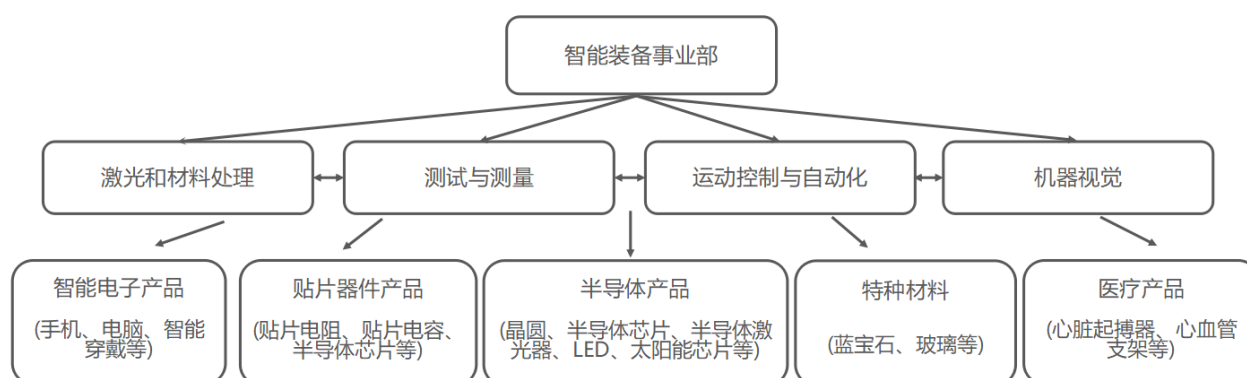 智能装备事业部
激光和材料处理
测试与测量
运动控制与自动化
机器视觉
智能电子产品
(手机、电脑、智能
穿戴等)
贴片器件产品
(贴片电阻、贴片电容、
半导体芯片等)
半导体产品
(晶圆、半导体芯片、半导体激
光器、LED、太阳能芯片等)
特种材料
(蓝宝石、玻璃等)
医疗产品
(心脏起搏器、心血管
支架等)